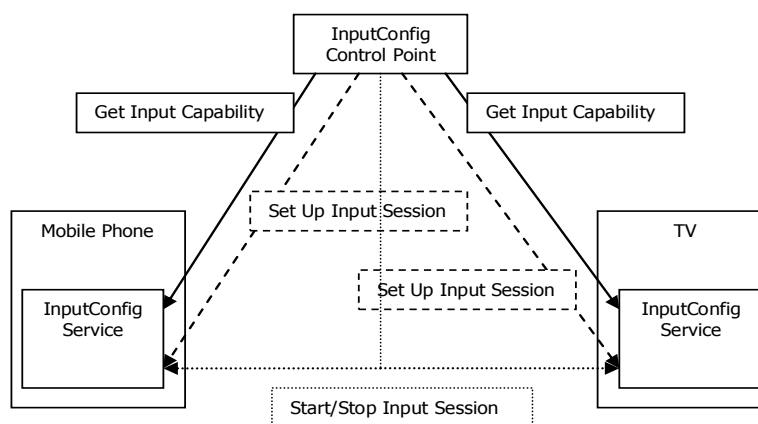 InputConfig
Control Point
Get Input Capability
Get Input Capability
Set Up Input Session
Mobile Phone
TV
Set Up Input Session
InputConfig
Service
InputConfig
Service
Start/Stop Input Session